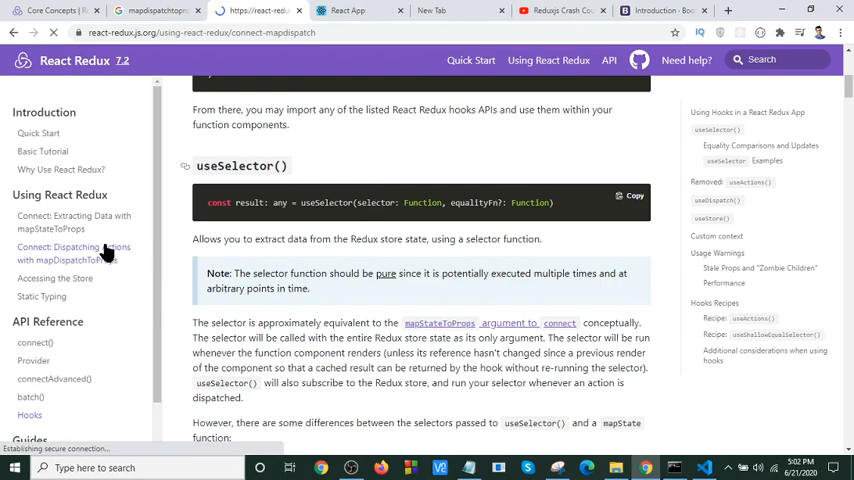 Core Concepts | R
mapdispatchtopro
https://react-redu
React App
New Tab
Reduxjs Crash Cou
Introduction · Boot
react-redux.js.org/using-react-redux/connect-mapdispatch
React Redux 7.2
Quick Start
Using React Redux
API
Need help?
Search
Introduction
Quick Start
Basic Tutorial
Why Use React Redux?
Using React Redux
Connect: Extracting Data with
mapStateToProps
Connect: Dispatching Actions
with mapDispatchToProps
Accessing the Store
Static Typing
API Reference
connect()
Provider
connectAdvanced()
batch()
Hooks
Guides
From there, you may import any of the listed React Redux hooks APIs and use them within your
function components.
useSelector()
const result: any = useSelector(selector: Function, equalityFn?: Function)
Copy
Allows you to extract data from the Redux store state, using a selector function.
Note: The selector function should be pure since it is potentially executed multiple times and at
arbitrary points in time.
The selector is approximately equivalent to the mapStateToProps argument to connect conceptually.
The selector will be called with the entire Redux store state as its only argument. The selector will be run
whenever the function component renders (unless its reference hasn't changed since a previous render
of the component so that a cached result can be returned by the hook without re-running the selector).
useSelector() will also subscribe to the Redux store, and run your selector whenever an action is
dispatched.
However, there are some differences between the selectors passed to useSelector() and a mapState
function:
Using Hooks in a React Redux App
useSelector()
Equality Comparisons and Updates
useSelector Examples
Removed: useActions()
useDispatch()
useStore()
Custom context
Usage Warnings
Stale Props and "Zombie Children"
Performance
Hooks Recipes
Recipe: useActions()
Recipe: useShallowEqualSelector()
Additional considerations when using
hooks
Establishing secure connection...
Type here to search
5:02 PM
6/21/2020